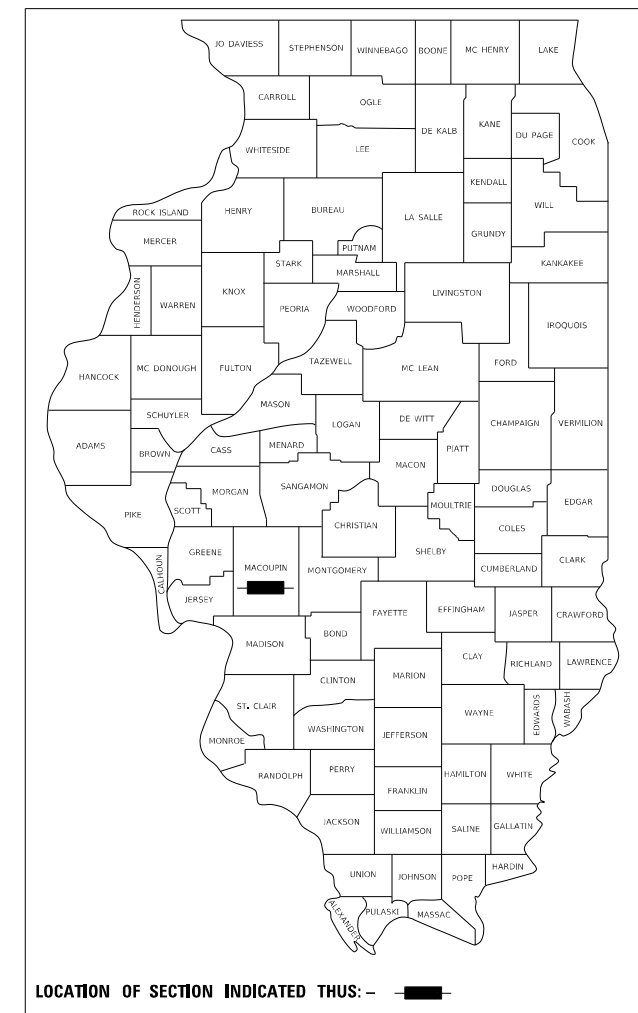 JO DAVIESS
STEPHENSON
WINNEBAGO
BOONE
MC HENRY
LAKE
CARROLL
OGLE
DE KALB
KANE
DU PAGE
COOK
WHITESIDE
LEE
KENDALL
WILL
ROCK ISLAND
HENRY
BUREAU
LA SALLE
GRUNDY
MERCER
PUTNAM
KANKAKEE
STARK
MARSHALL
HENDERSON
WARREN
KNOX
PEORIA
WOODFORD
LIVINGSTON
IROQUOIS
HANCOCK
MC DONOUGH
FULTON
TAZEWELL
MC LEAN
FORD
SCHUYLER
MASON
LOGAN
DE WITT
CHAMPAIGN
VERMILION
ADAMS
BROWN
CASS
MENARD
MACON
PIATT
PIKE
SCOTT
MORGAN
SANGAMON
CHRISTIAN
MOULTRIE
DOUGLAS
EDGAR
COLES
CALHOUN
GREENE
MACOUPIN
MONTGOMERY
SHELBY
CUMBERLAND
CLARK
JERSEY
FAYETTE
EFFINGHAM
JASPER
CRAWFORD
MADISON
BOND
CLAY
RICHLAND
LAWRENCE
CLINTON
MARION
ST. CLAIR
WAYNE
EDWARDS
WABASH
WASHINGTON
JEFFERSON
MONROE
RANDOLPH
PERRY
HAMILTON
WHITE
FRANKLIN
JACKSON
WILLIAMSON
SALINE
GALLATIN
UNION
JOHNSON
POPE
HARDIN
ALEXANDER
PULASKI
MASSAC
LOCATION OF SECTION INDICATED THUS: –